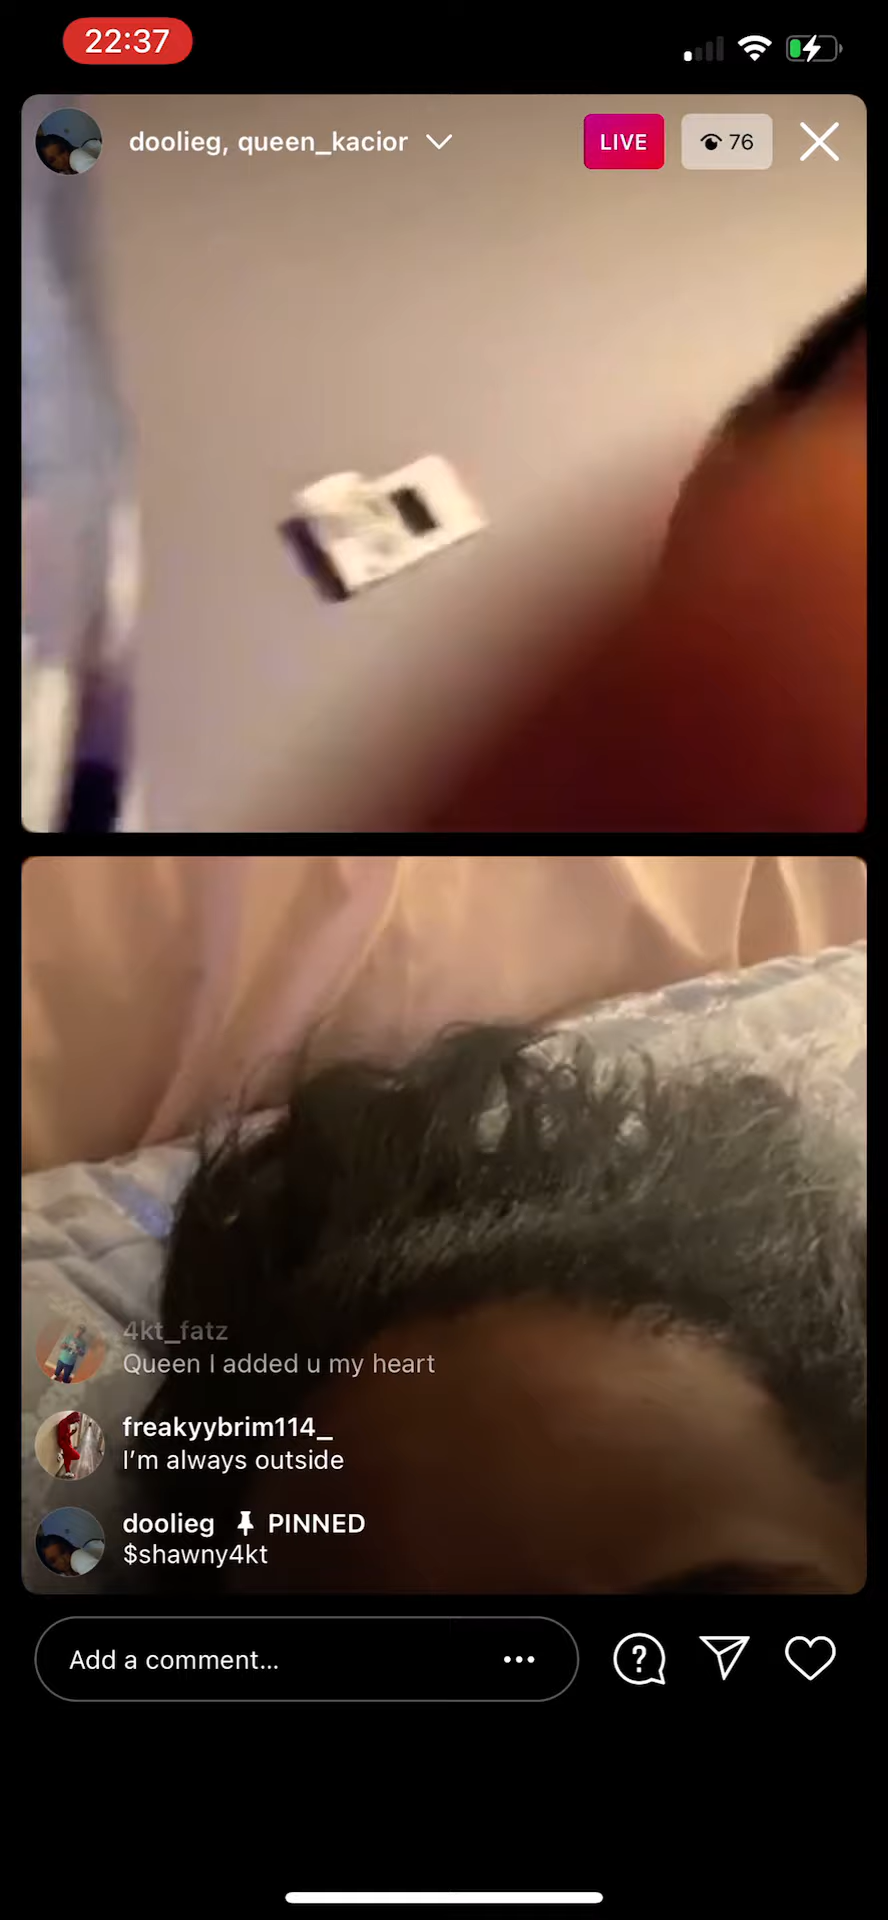 22:37
doolieg, queen_kacior
LIVE
76
4kt_fatz
Queen I added u my heart
freakyybrim114_
I’m always outside
doolieg PINNED
$shawny4kt
Add a comment...